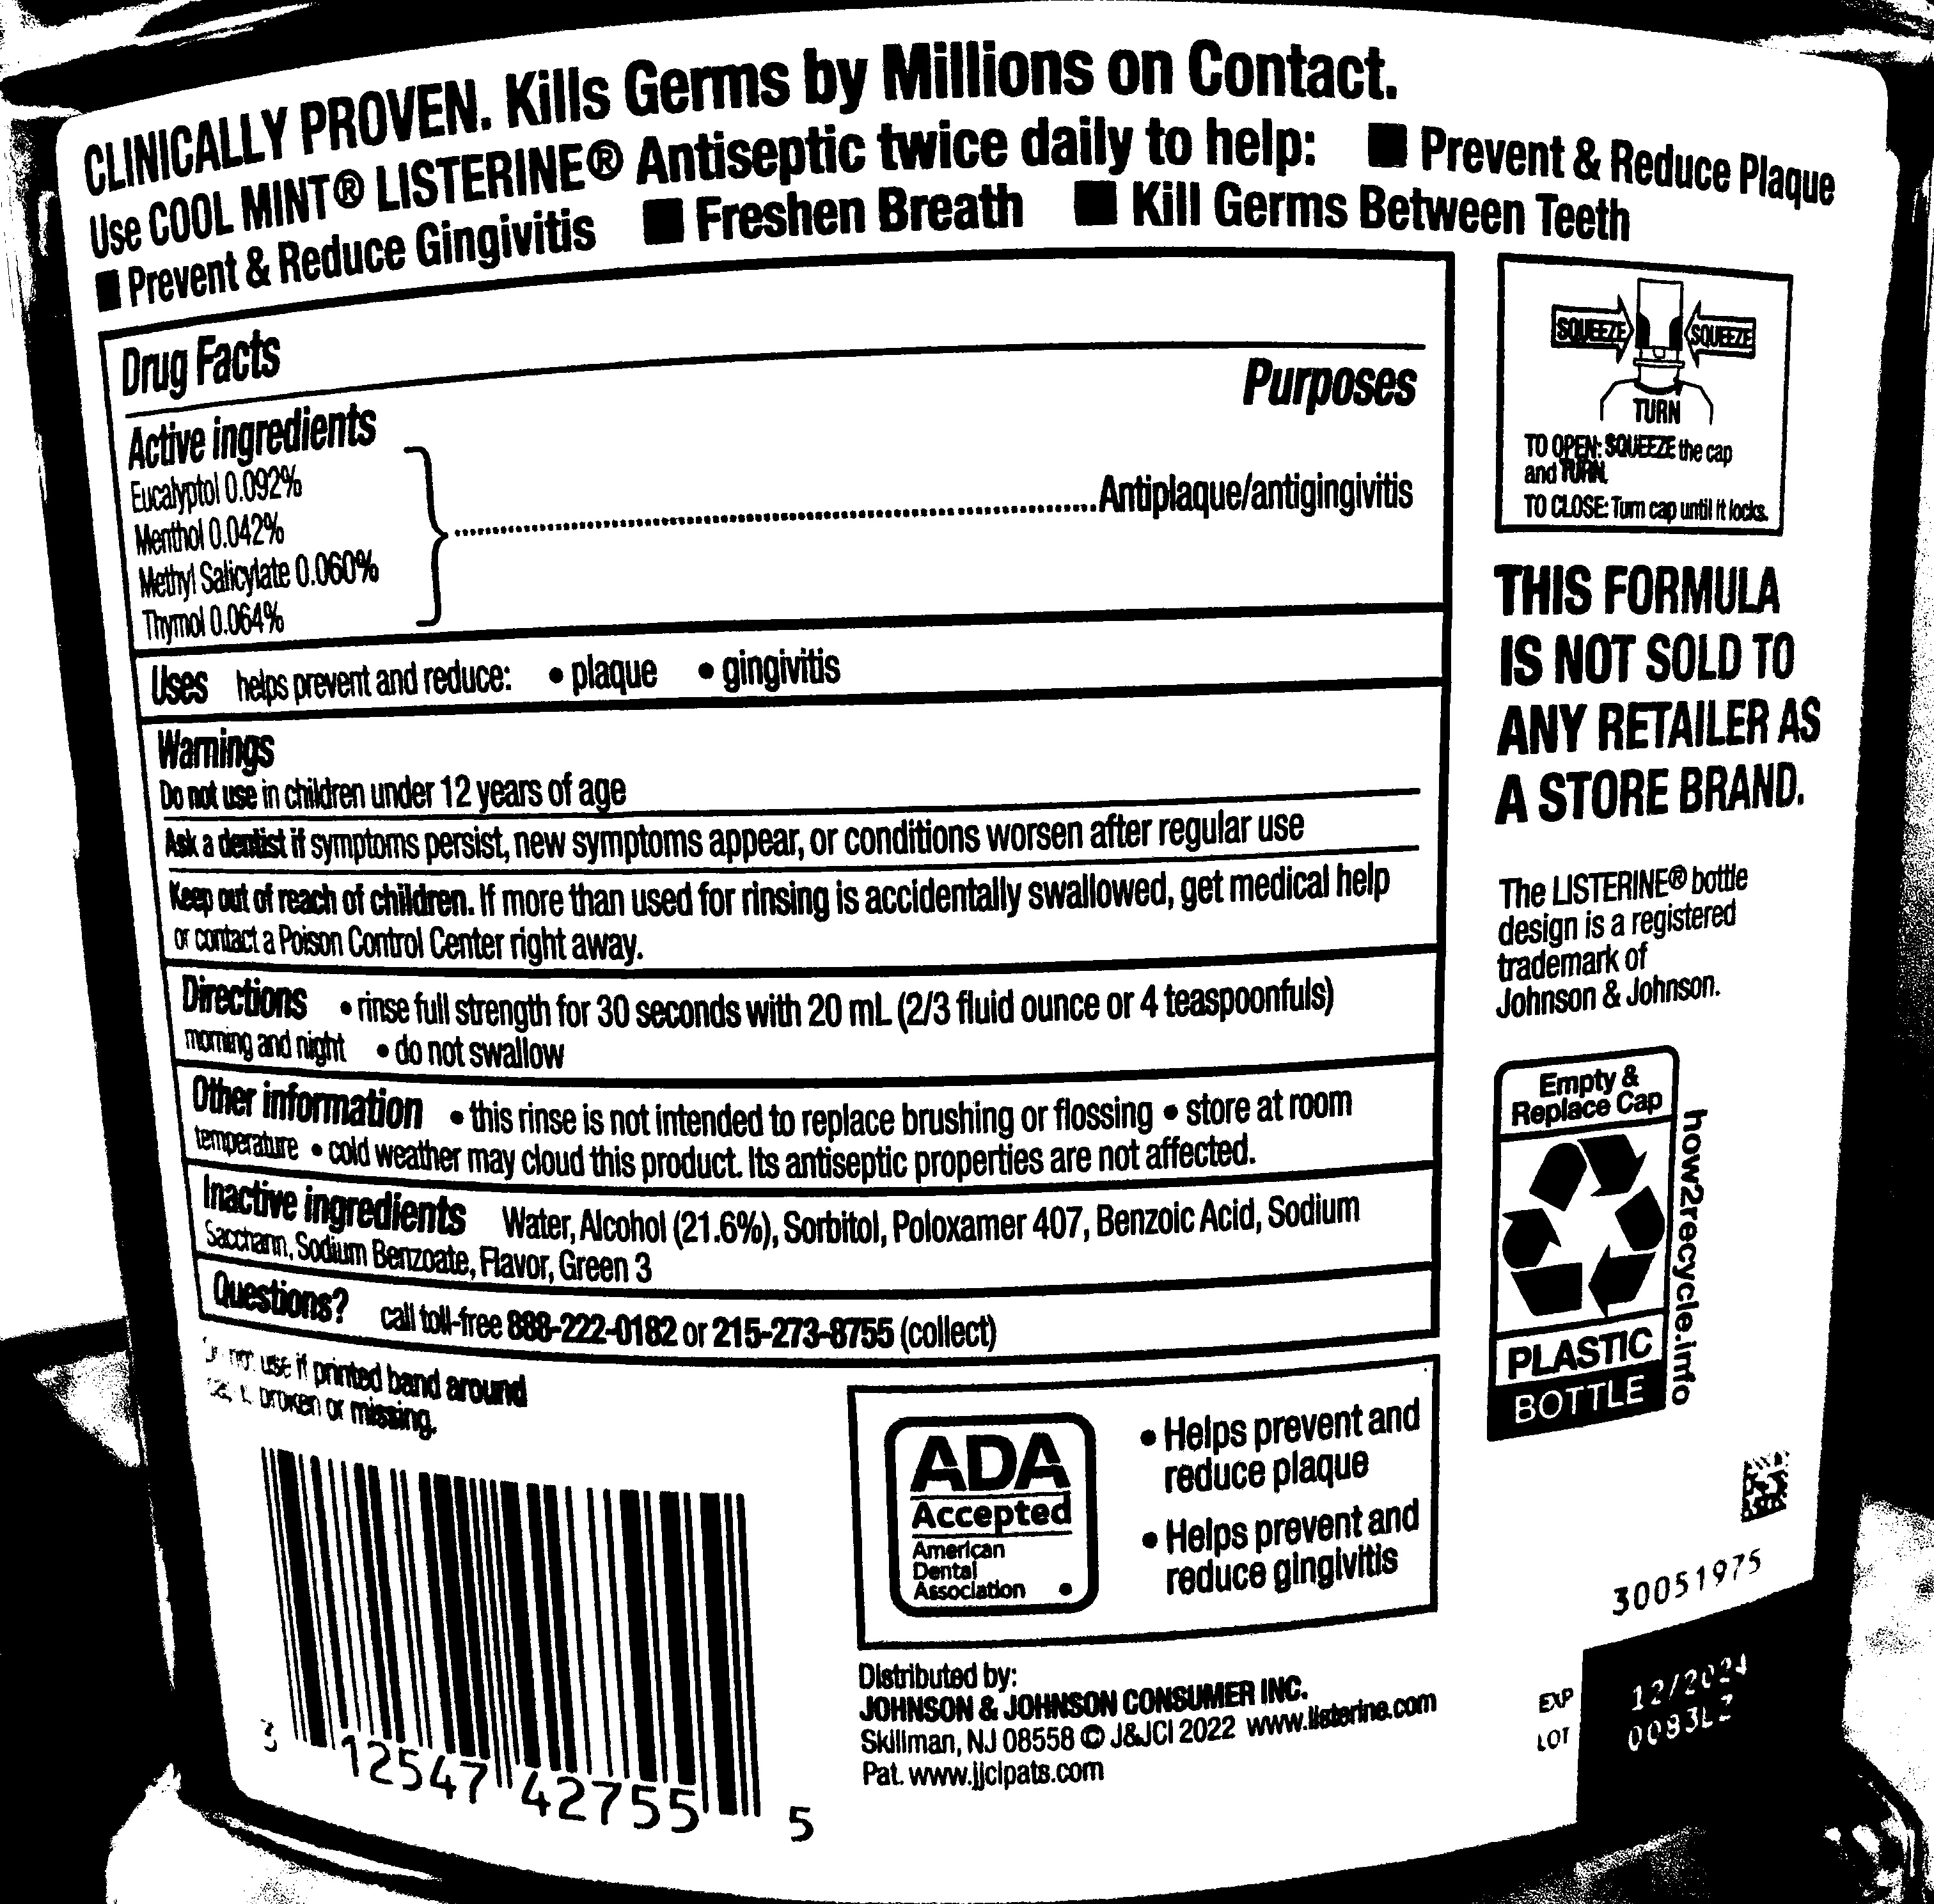 CLINICALLY PROVEN. Kills Germs by Millions on Contact.
Use COOL MINT® LISTERINE® Antiseptic twice daily to help: ■ Prevent & Reduce Plaque
■ Prevent & Reduce Gingivitis ■ Freshen Breath ■ Kill Germs Between Teeth
Drug Facts
Active ingredients Purposes
Eucalyptol 0.092%
Menthol 0.042%
Methyl Salicylate 0.060%
Thymol 0.064%
Antiplaque/antigingivitis
Uses helps prevent and reduce: • plaque • gingivitis
Warnings
Do not use in children under 12 years of age
Ask a dentist if symptoms persist, new symptoms appear, or conditions worsen after regular use
Keep out of reach of children. If more than used for rinsing is accidentally swallowed, get medical help
or contact a Poison Control Center right away.
Directions • rinse full strength for 30 seconds with 20 mL (2/3 fluid ounce or 4 teaspoonfuls)
morning and night • do not swallow
Other information • this rinse is not intended to replace brushing or flossing • store at room
temperature • cold weather may cloud this product. Its antiseptic properties are not affected.
Inactive ingredients Water, Alcohol (21.6%), Sorbitol, Poloxamer 407, Benzoic Acid, Sodium
Saccharin, Sodium Benzoate, Flavor, Green 3
Questions? call toll-free 888-222-0182 or 215-273-8755 (collect)
not use if printed band around
broken or missing.
3 12547 42755 5
ADA
Accepted
American
Dental
Association
• Helps prevent and
reduce plaque
• Helps prevent and
reduce gingivitis
Distributed by:
JOHNSON & JOHNSON CONSUMER INC.
Skillman, NJ 08558 © J&JCI 2022 www.listerine.com
Pat. www.jjcipats.com
SQUEEZE SQUEEZE
TURN
TO OPEN: SQUEEZE the cap
and TURN.
TO CLOSE: Turn cap until it locks.
THIS FORMULA
IS NOT SOLD TO
ANY RETAILER AS
A STORE BRAND.
The LISTERINE® bottle
design is a registered
trademark of
Johnson & Johnson.
Empty &
Replace Cap
PLASTIC
BOTTLE
how2recycle.info
30051975
EXP 12/2024
LOT